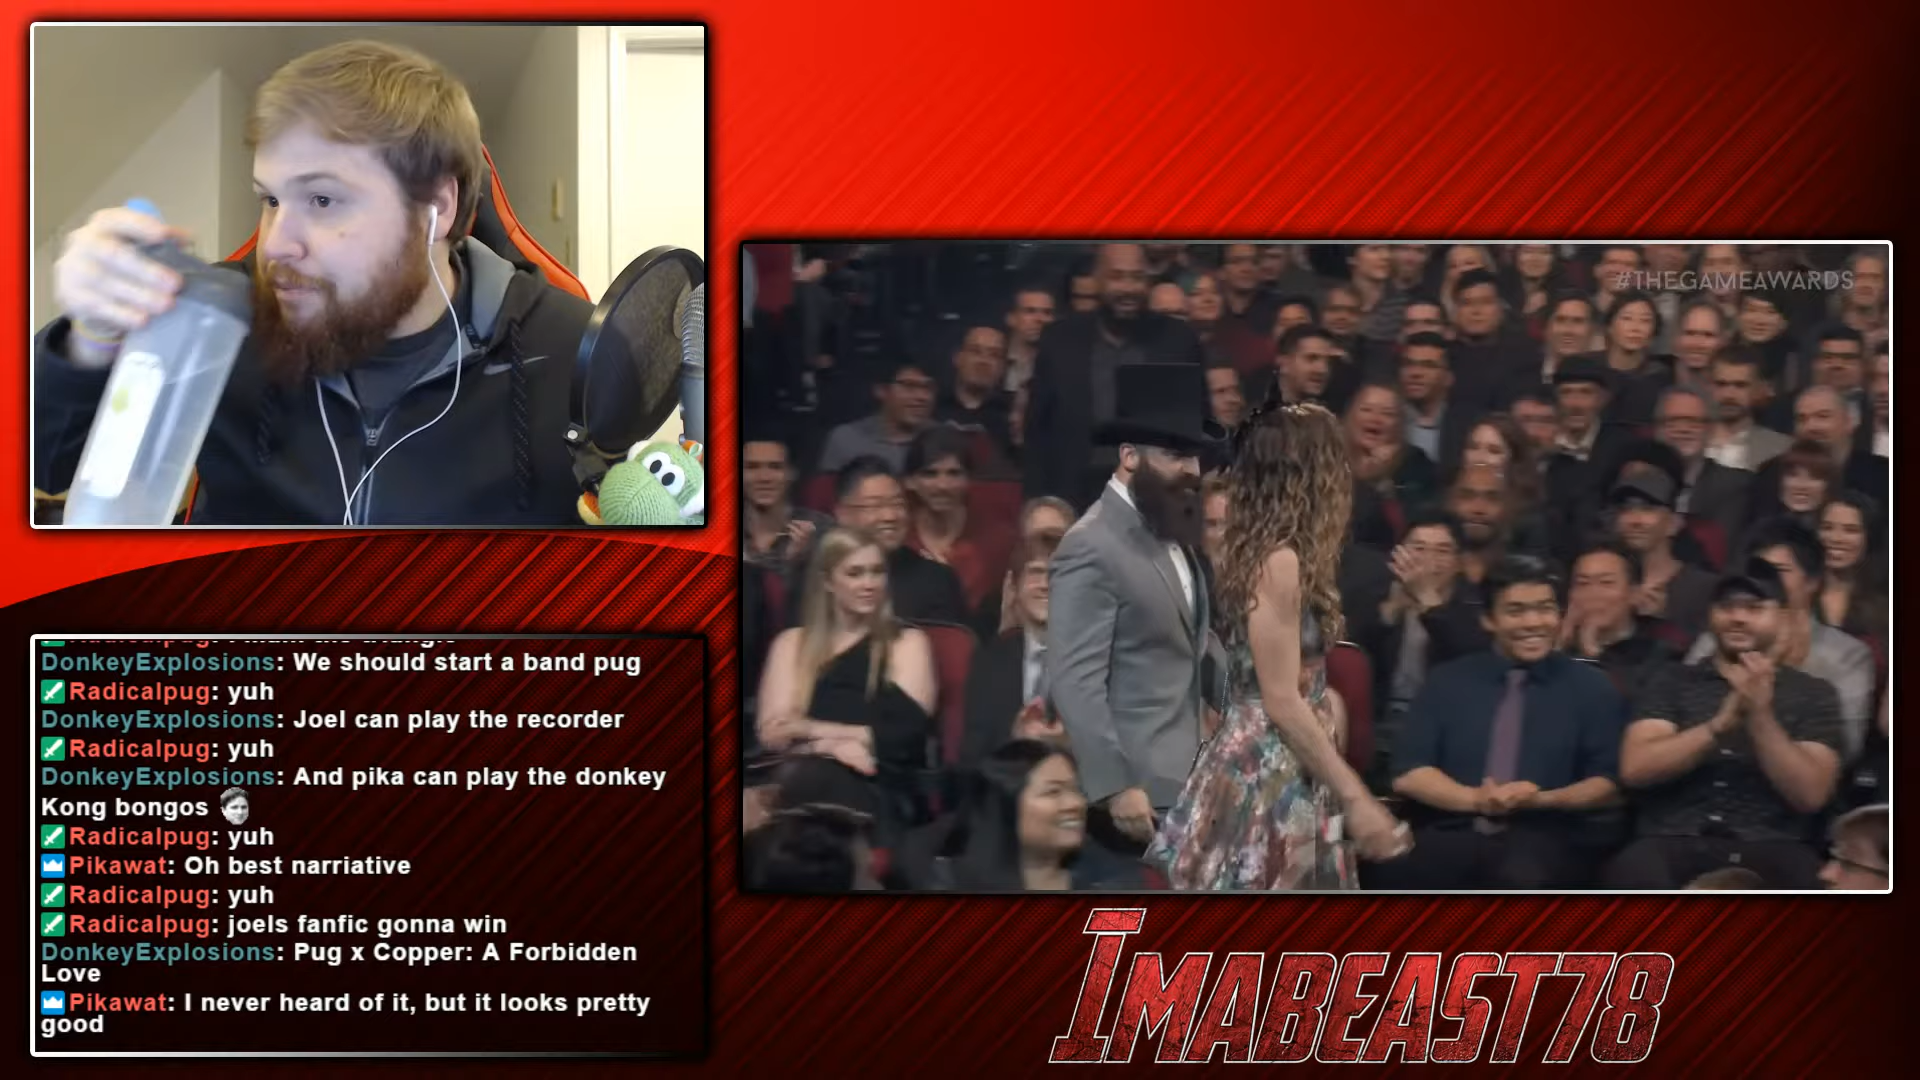 #THEGAMEAWARDS
DonkeyExplosions: We should start a band pug
Radicalpug: yuh
DonkeyExplosions: Joel can play the recorder
Radicalpug: yuh
DonkeyExplosions: And pika can play the donkey
Kong bongos
Radicalpug: yuh
Pikawat: Oh best narriative
Radicalpug: yuh
Radicalpug: joels fanfic gonna win
DonkeyExplosions: Pug x Copper: A Forbidden
Love
Pikawat: I never heard of it, but it looks pretty
good
IMABEAST78